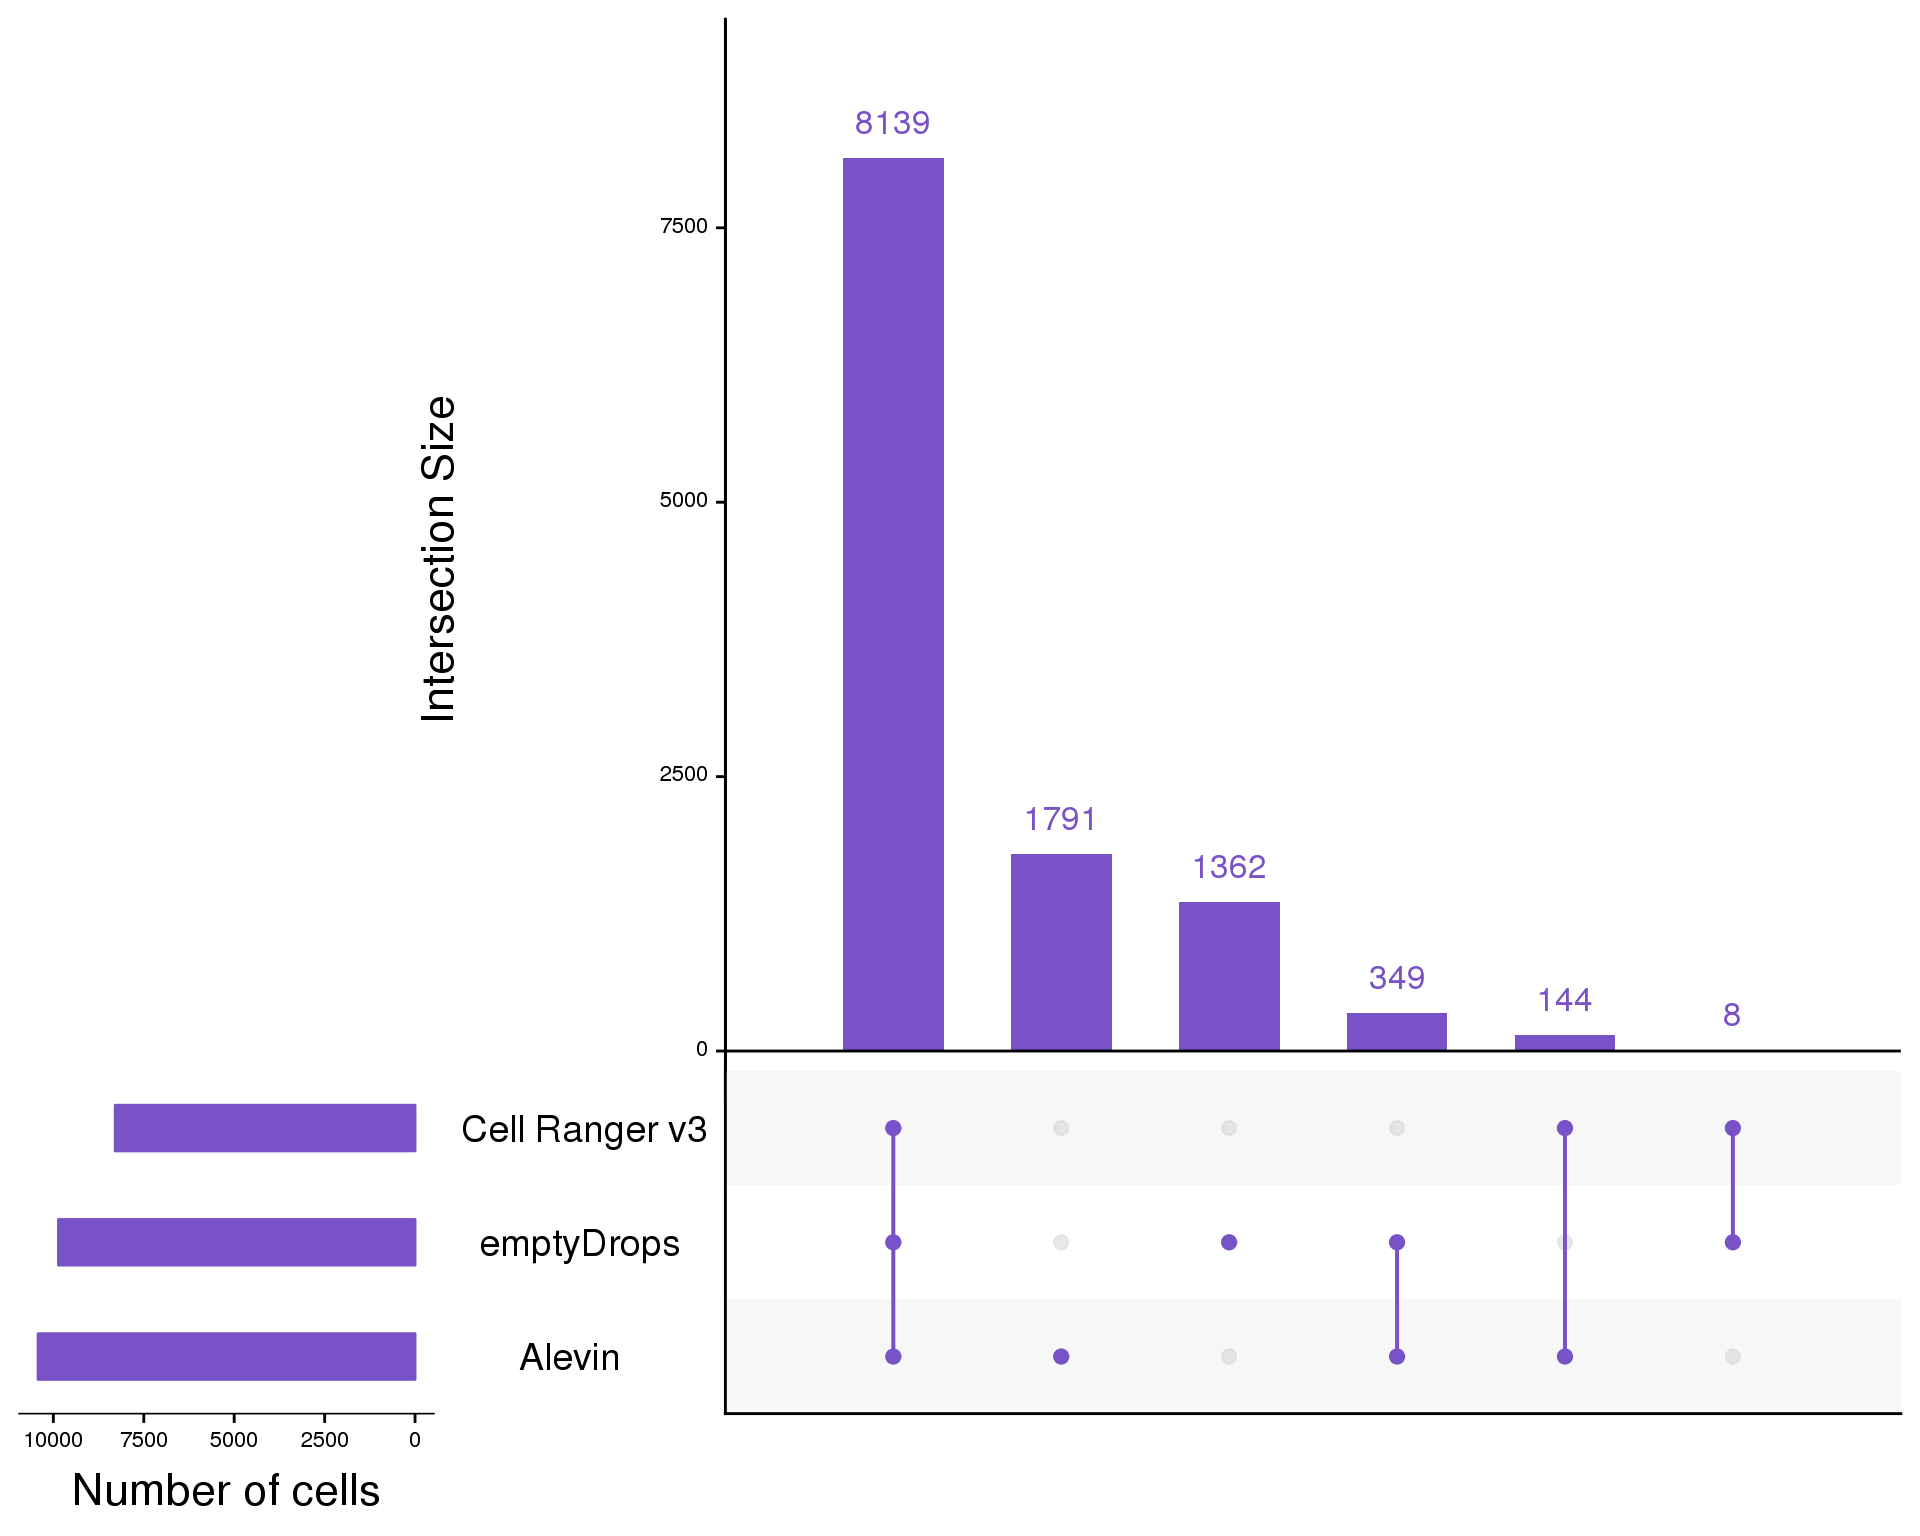 8139
7500
5000
2500
0
Intersection Size
1791
1362
349
144
8
Cell Ranger v3
emptyDrops
Alevin
10000 7500 5000 2500 0
Number of cells